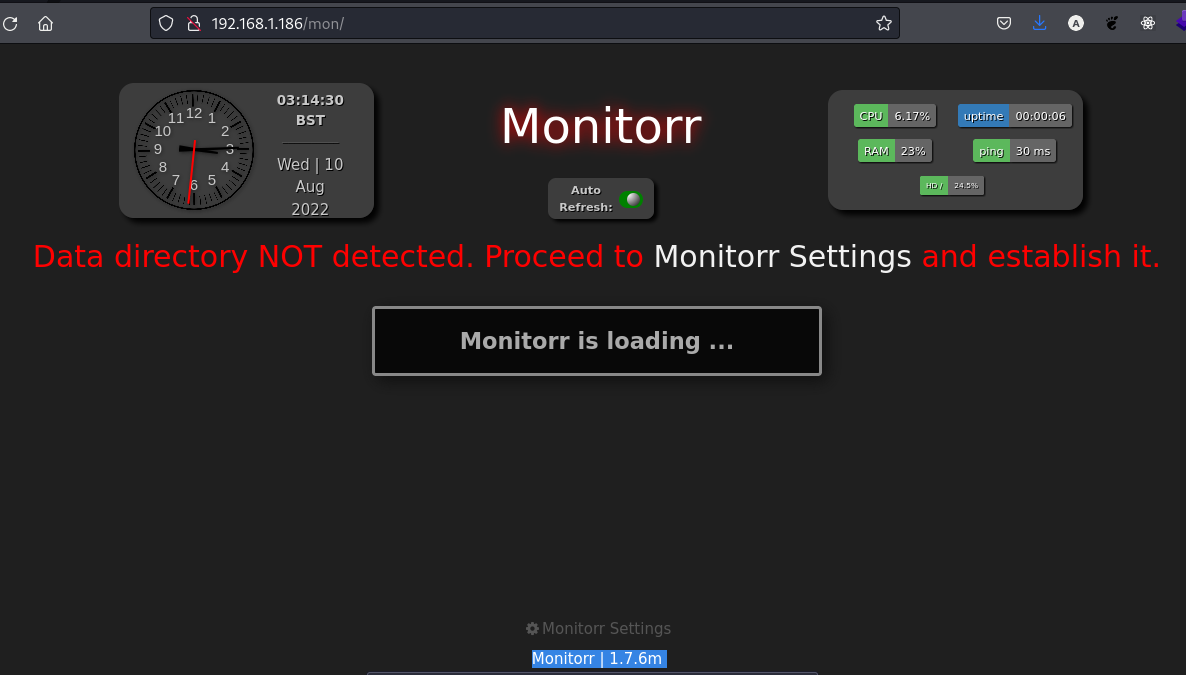 192.168.1.186/mon/
A
12
1
2
3
4
5
6
7
8
9
10
11
03:14:30
BST
Wed | 10
Aug
2022
Monitorr
Auto
Refresh:
CPU 6.17%
uptime 00:00:06
RAM 23%
ping 30 ms
HD / 24.5%
Data directory NOT detected. Proceed to Monitorr Settings and establish it.
Monitorr is loading ...
Monitorr Settings
Monitorr | 1.7.6m